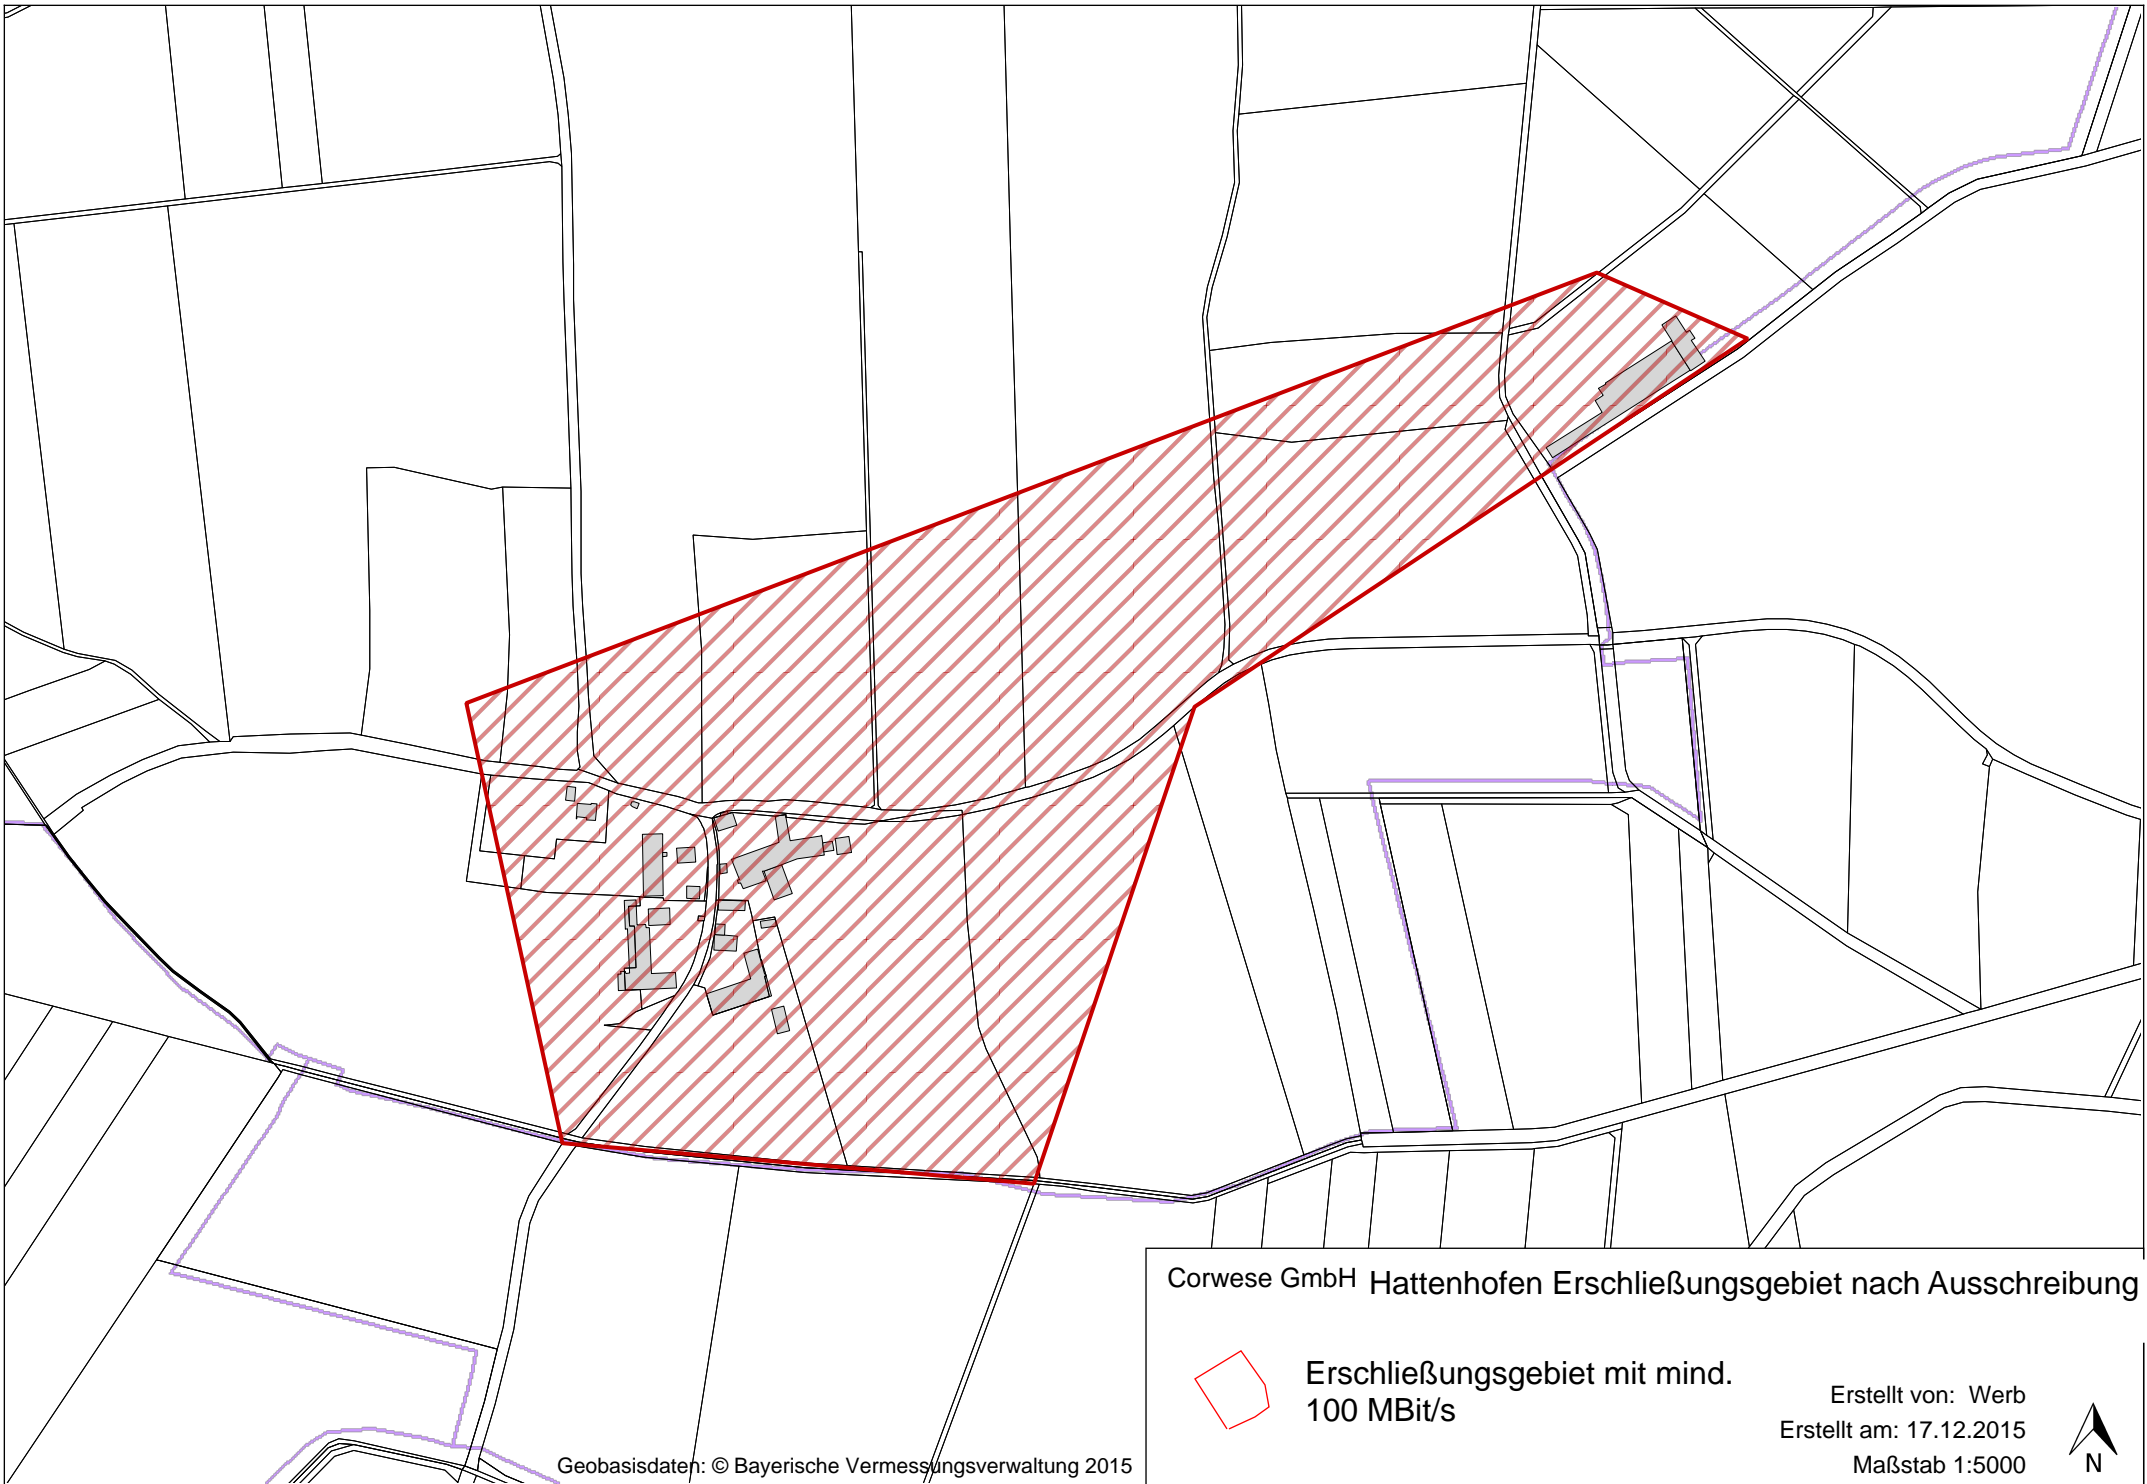 Corwese GmbH Hattenhofen Erschließungsgebiet nach Ausschreibung
Erschließungsgebiet mit mind.
100 MBit/s
Erstellt von: Werb
Erstellt am: 17.12.2015
Maßstab 1:5000
N
Geobasisdaten: © Bayerische Vermessungsverwaltung 2015